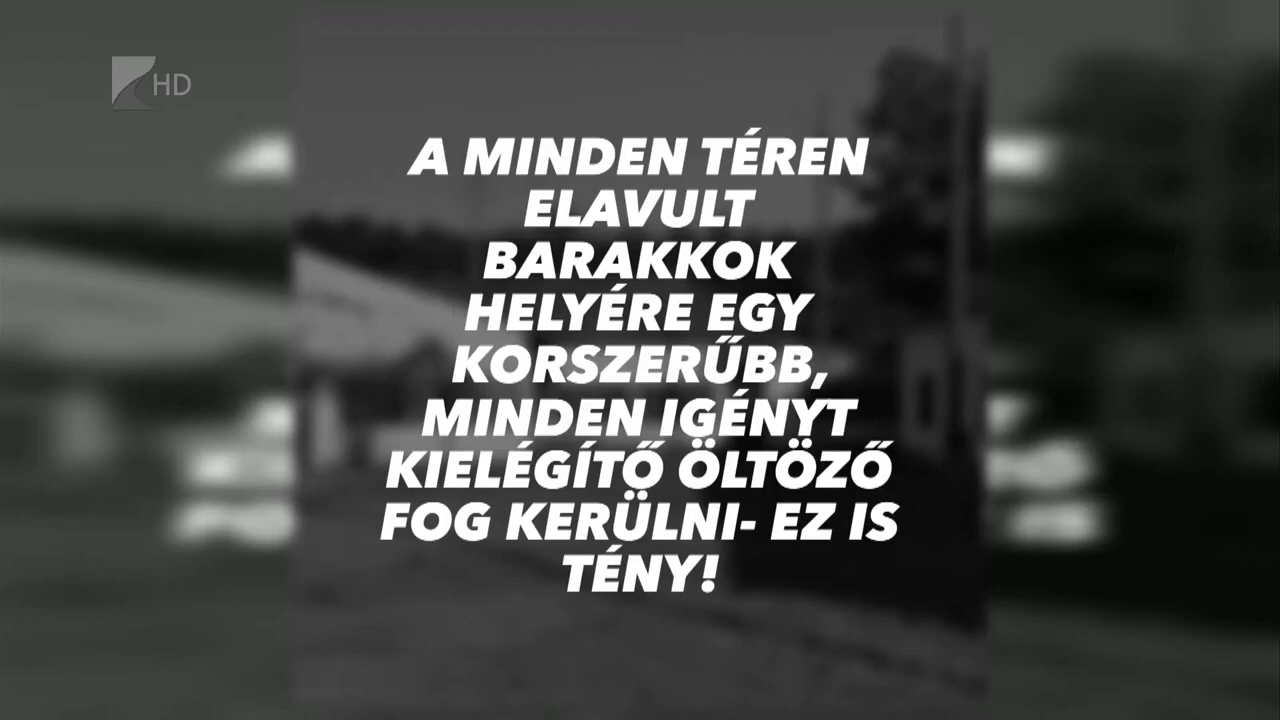 HD
A MINDEN TÉREN
ELAVULT
BARAKKOK
HELYÉRE EGY
KORSZERŰBB,
MINDEN IGÉNYT
KIELÉGÍTŐ ÖLTÖZŐ
FOG KERÜLNI- EZ IS
TÉNY!